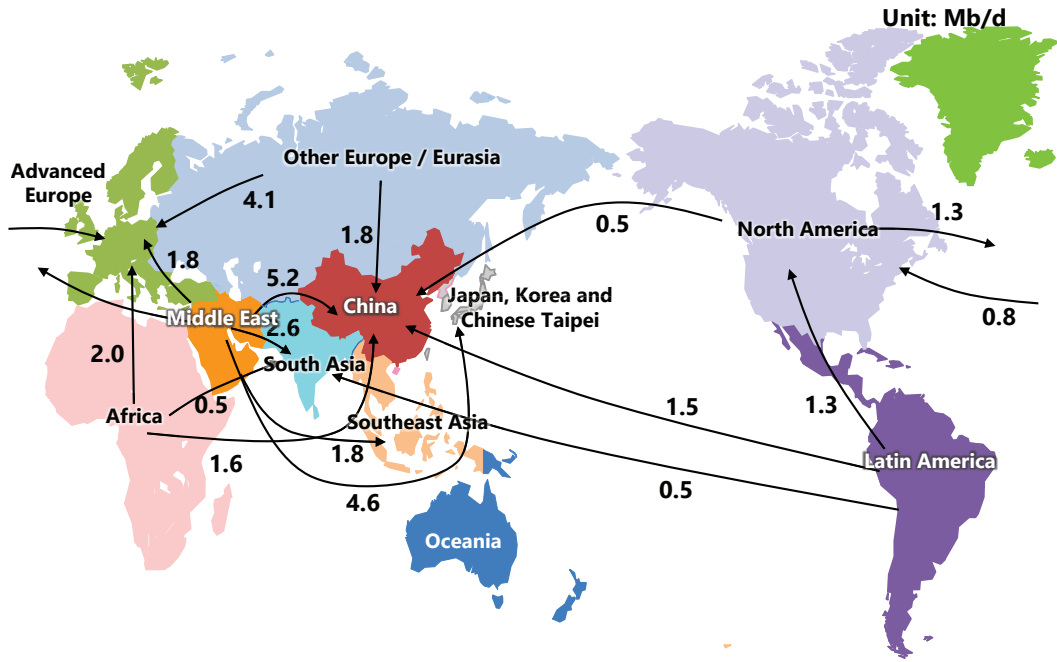 Unit: Mb/d
Other Europe / Eurasia
Advanced
Europe
4.1
1.3
0.5
North America
1.8
1.8
5.2
China
Japan, Korea and
Chinese Taipei
Middle East
0.8
2.6
2.0
South Asia
0.5
Africa
1.5
1.3
Southeast Asia
1.8
1.6
Latin America
4.6
0.5
Oceania